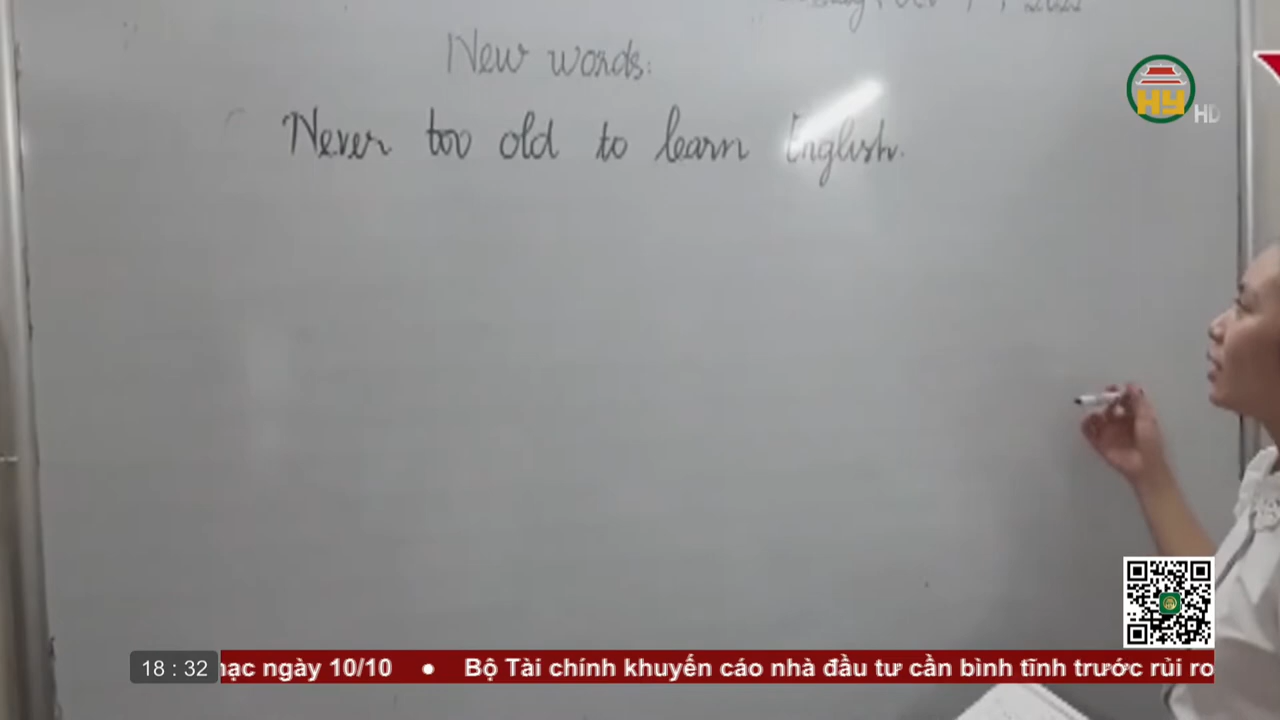 2022
New words:
HY HD
Never too old to learn English.
18 : 32
ạc ngày 10/10 • Bộ Tài chính khuyến cáo nhà đầu tư cần bình tĩnh trước rủi ro